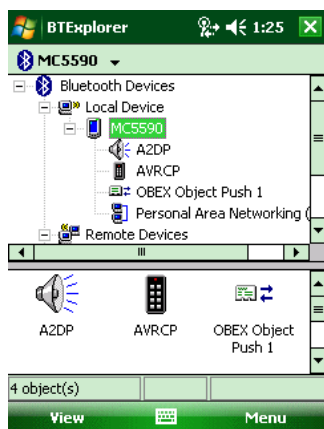 BTExplorer 1:25
MC5590
Bluetooth Devices
Local Device
MC5590
A2DP
AVRCP
OBEX Object Push 1
Personal Area Networking (
Remote Devices
A2DP AVRCP OBEX Object
Push 1
4 object(s)
View Menu